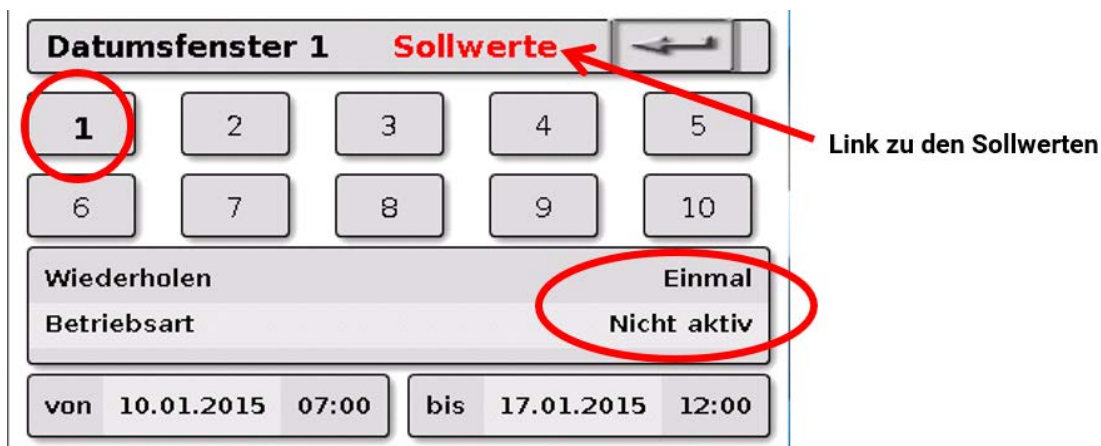 Datumsfenster 1 Sollwerte
1 2 3 4 5
Link zu den Sollwerten
6 7 8 9 10
Wiederholen Einmal
Betriebsart Nicht aktiv
von 10.01.2015 07:00 bis 17.01.2015 12:00